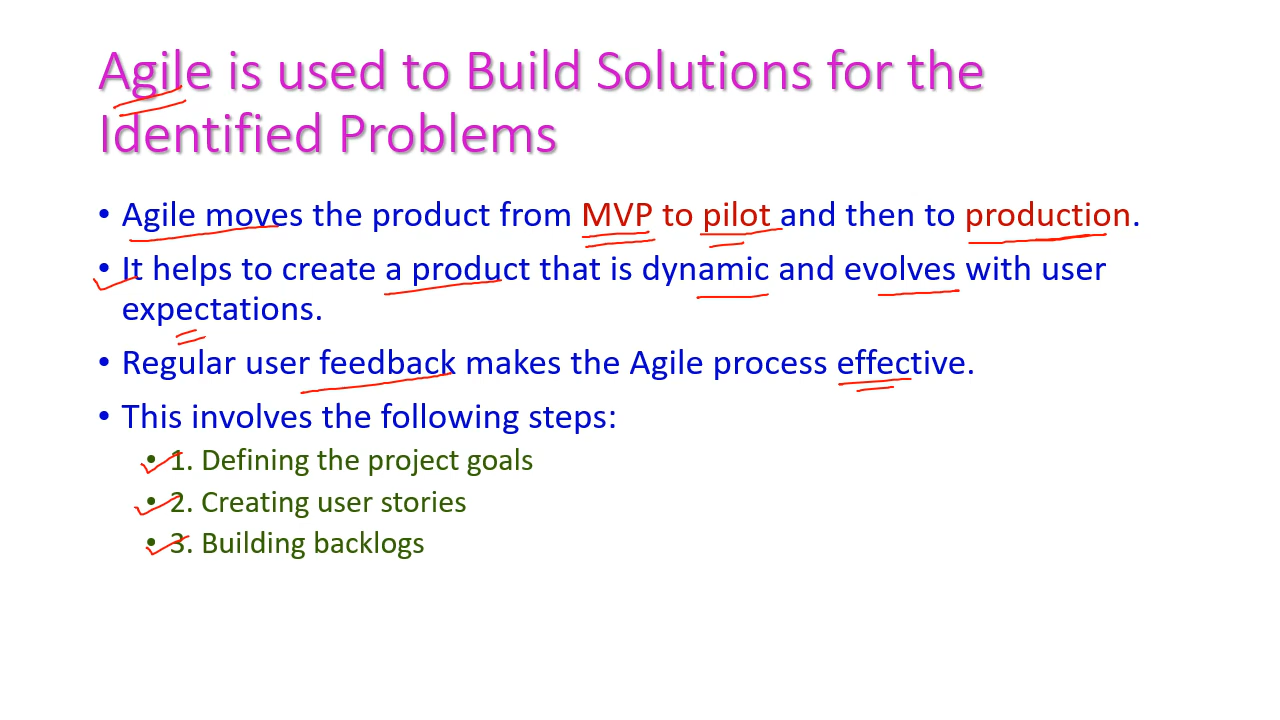 Agile is used to Build Solutions for the
Identified Problems
• Agile moves the product from MVP to pilot and then to production.
• It helps to create a product that is dynamic and evolves with user
expectations.
• Regular user feedback makes the Agile process effective.
• This involves the following steps:
• 1. Defining the project goals
• 2. Creating user stories
• 3. Building backlogs